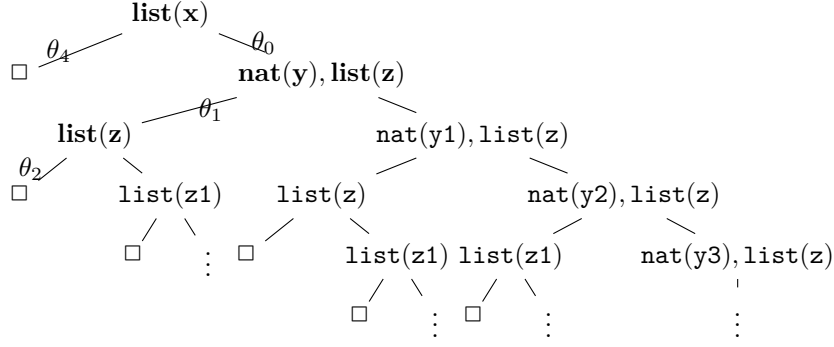 list(x)
θ4 θ0
□ nat(y), list(z)
θ1
list(z) nat(y1), list(z)
θ2
□ list(z1) list(z) nat(y2), list(z)
□ ⋮ □ list(z1) list(z1) nat(y3), list(z)
□ ⋮ □ ⋮ ⋮